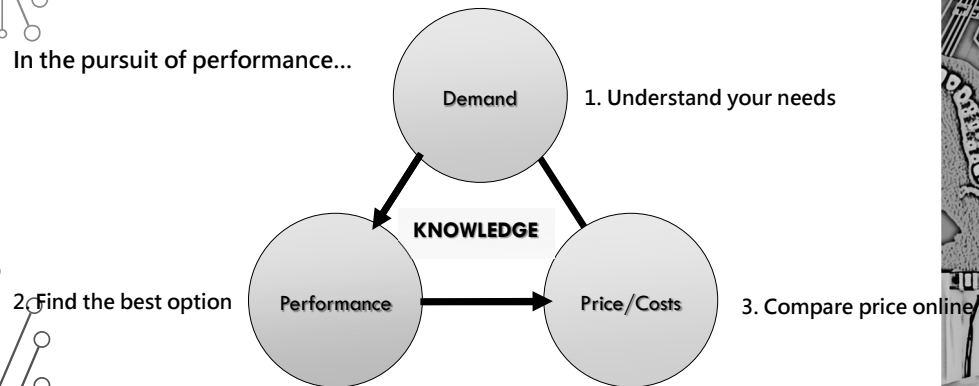 In the pursuit of performance...
Demand
1. Understand your needs
KNOWLEDGE
2. Find the best option
Performance
Price/Costs
3. Compare price online